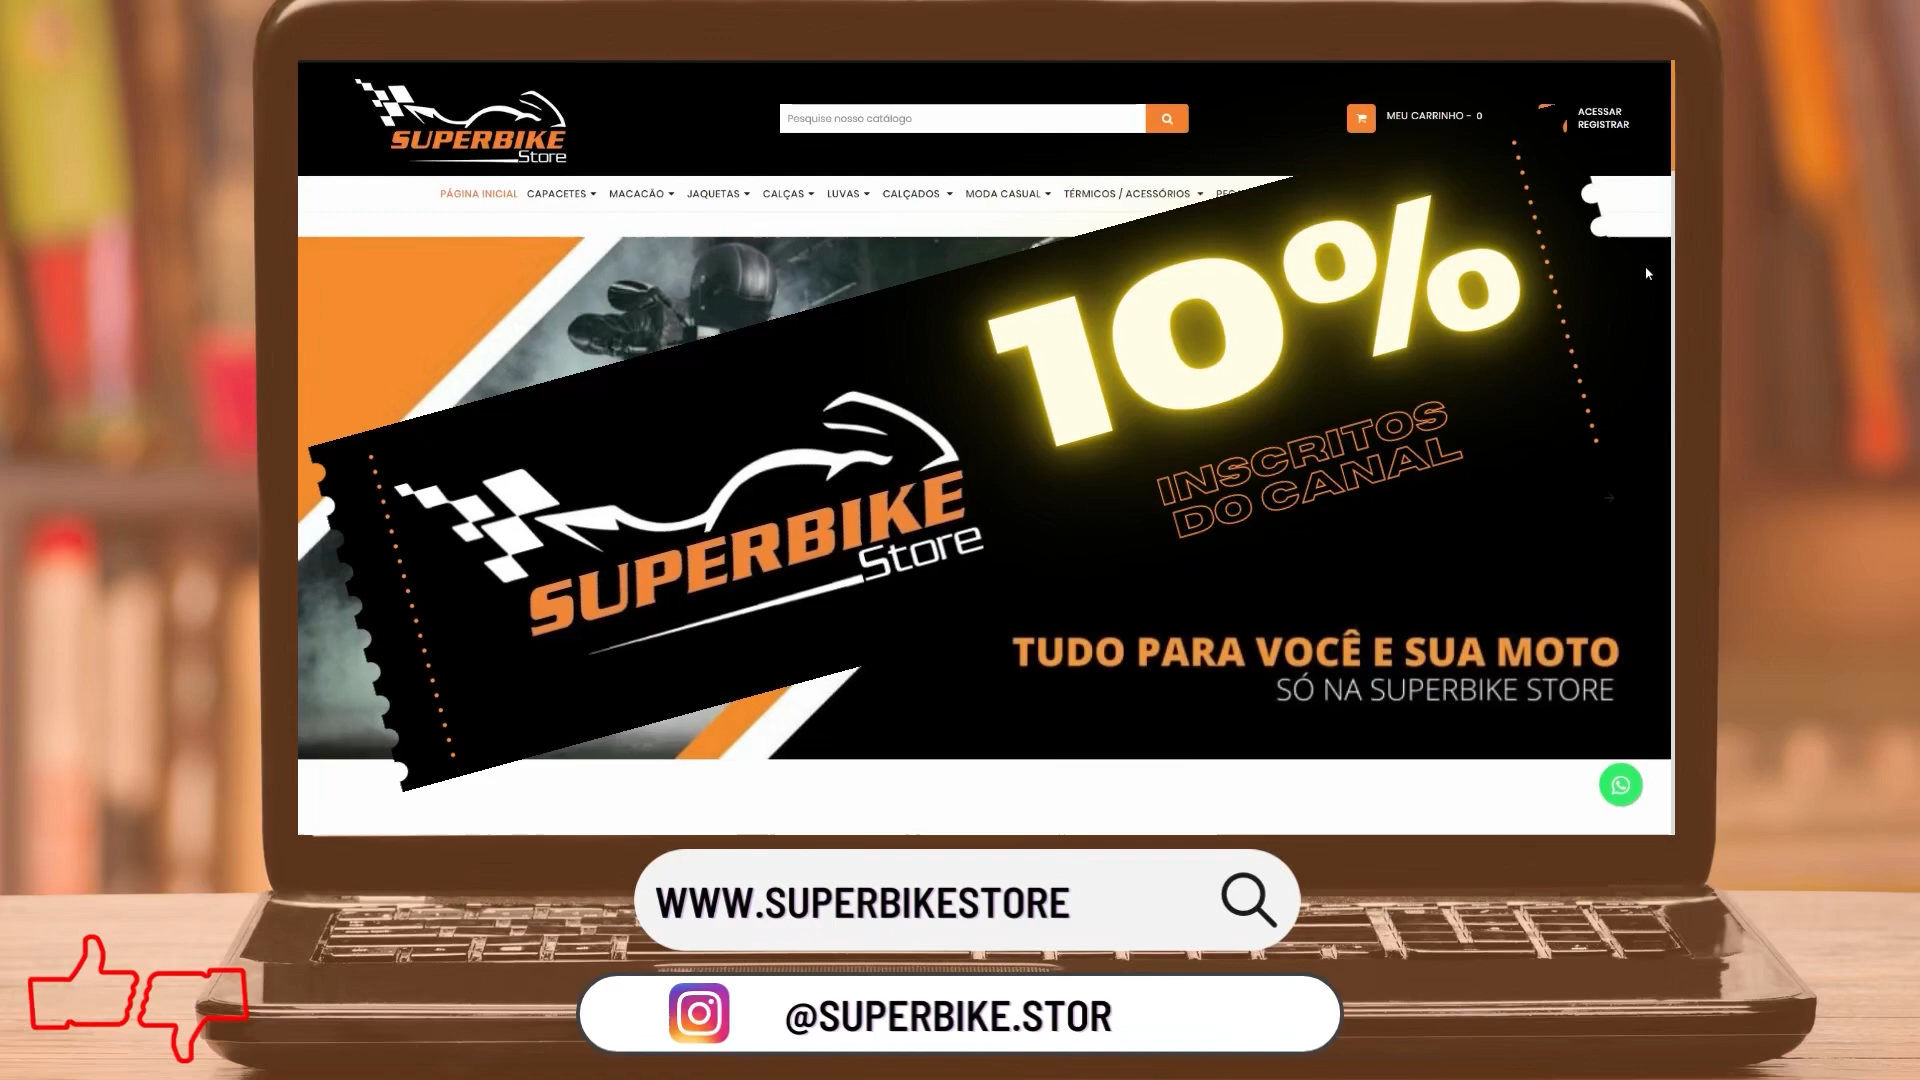 SUPERBIKE
Store
Pesquise nosso catálogo
MEU CARRINHO - 0
ACESSAR
REGISTRAR
PÁGINA INICIAL CAPACETES MACACÃO JAQUETAS CALÇAS LUVAS CALÇADOS MODA CASUAL TÉRMICOS / ACESSÓRIOS
10%
INSCRITOS
DO CANAL
SUPERBIKE
Store
TUDO PARA VOCÊ E SUA MOTO
SÓ NA SUPERBIKE STORE
WWW.SUPERBIKESTORE
@SUPERBIKE.STOR